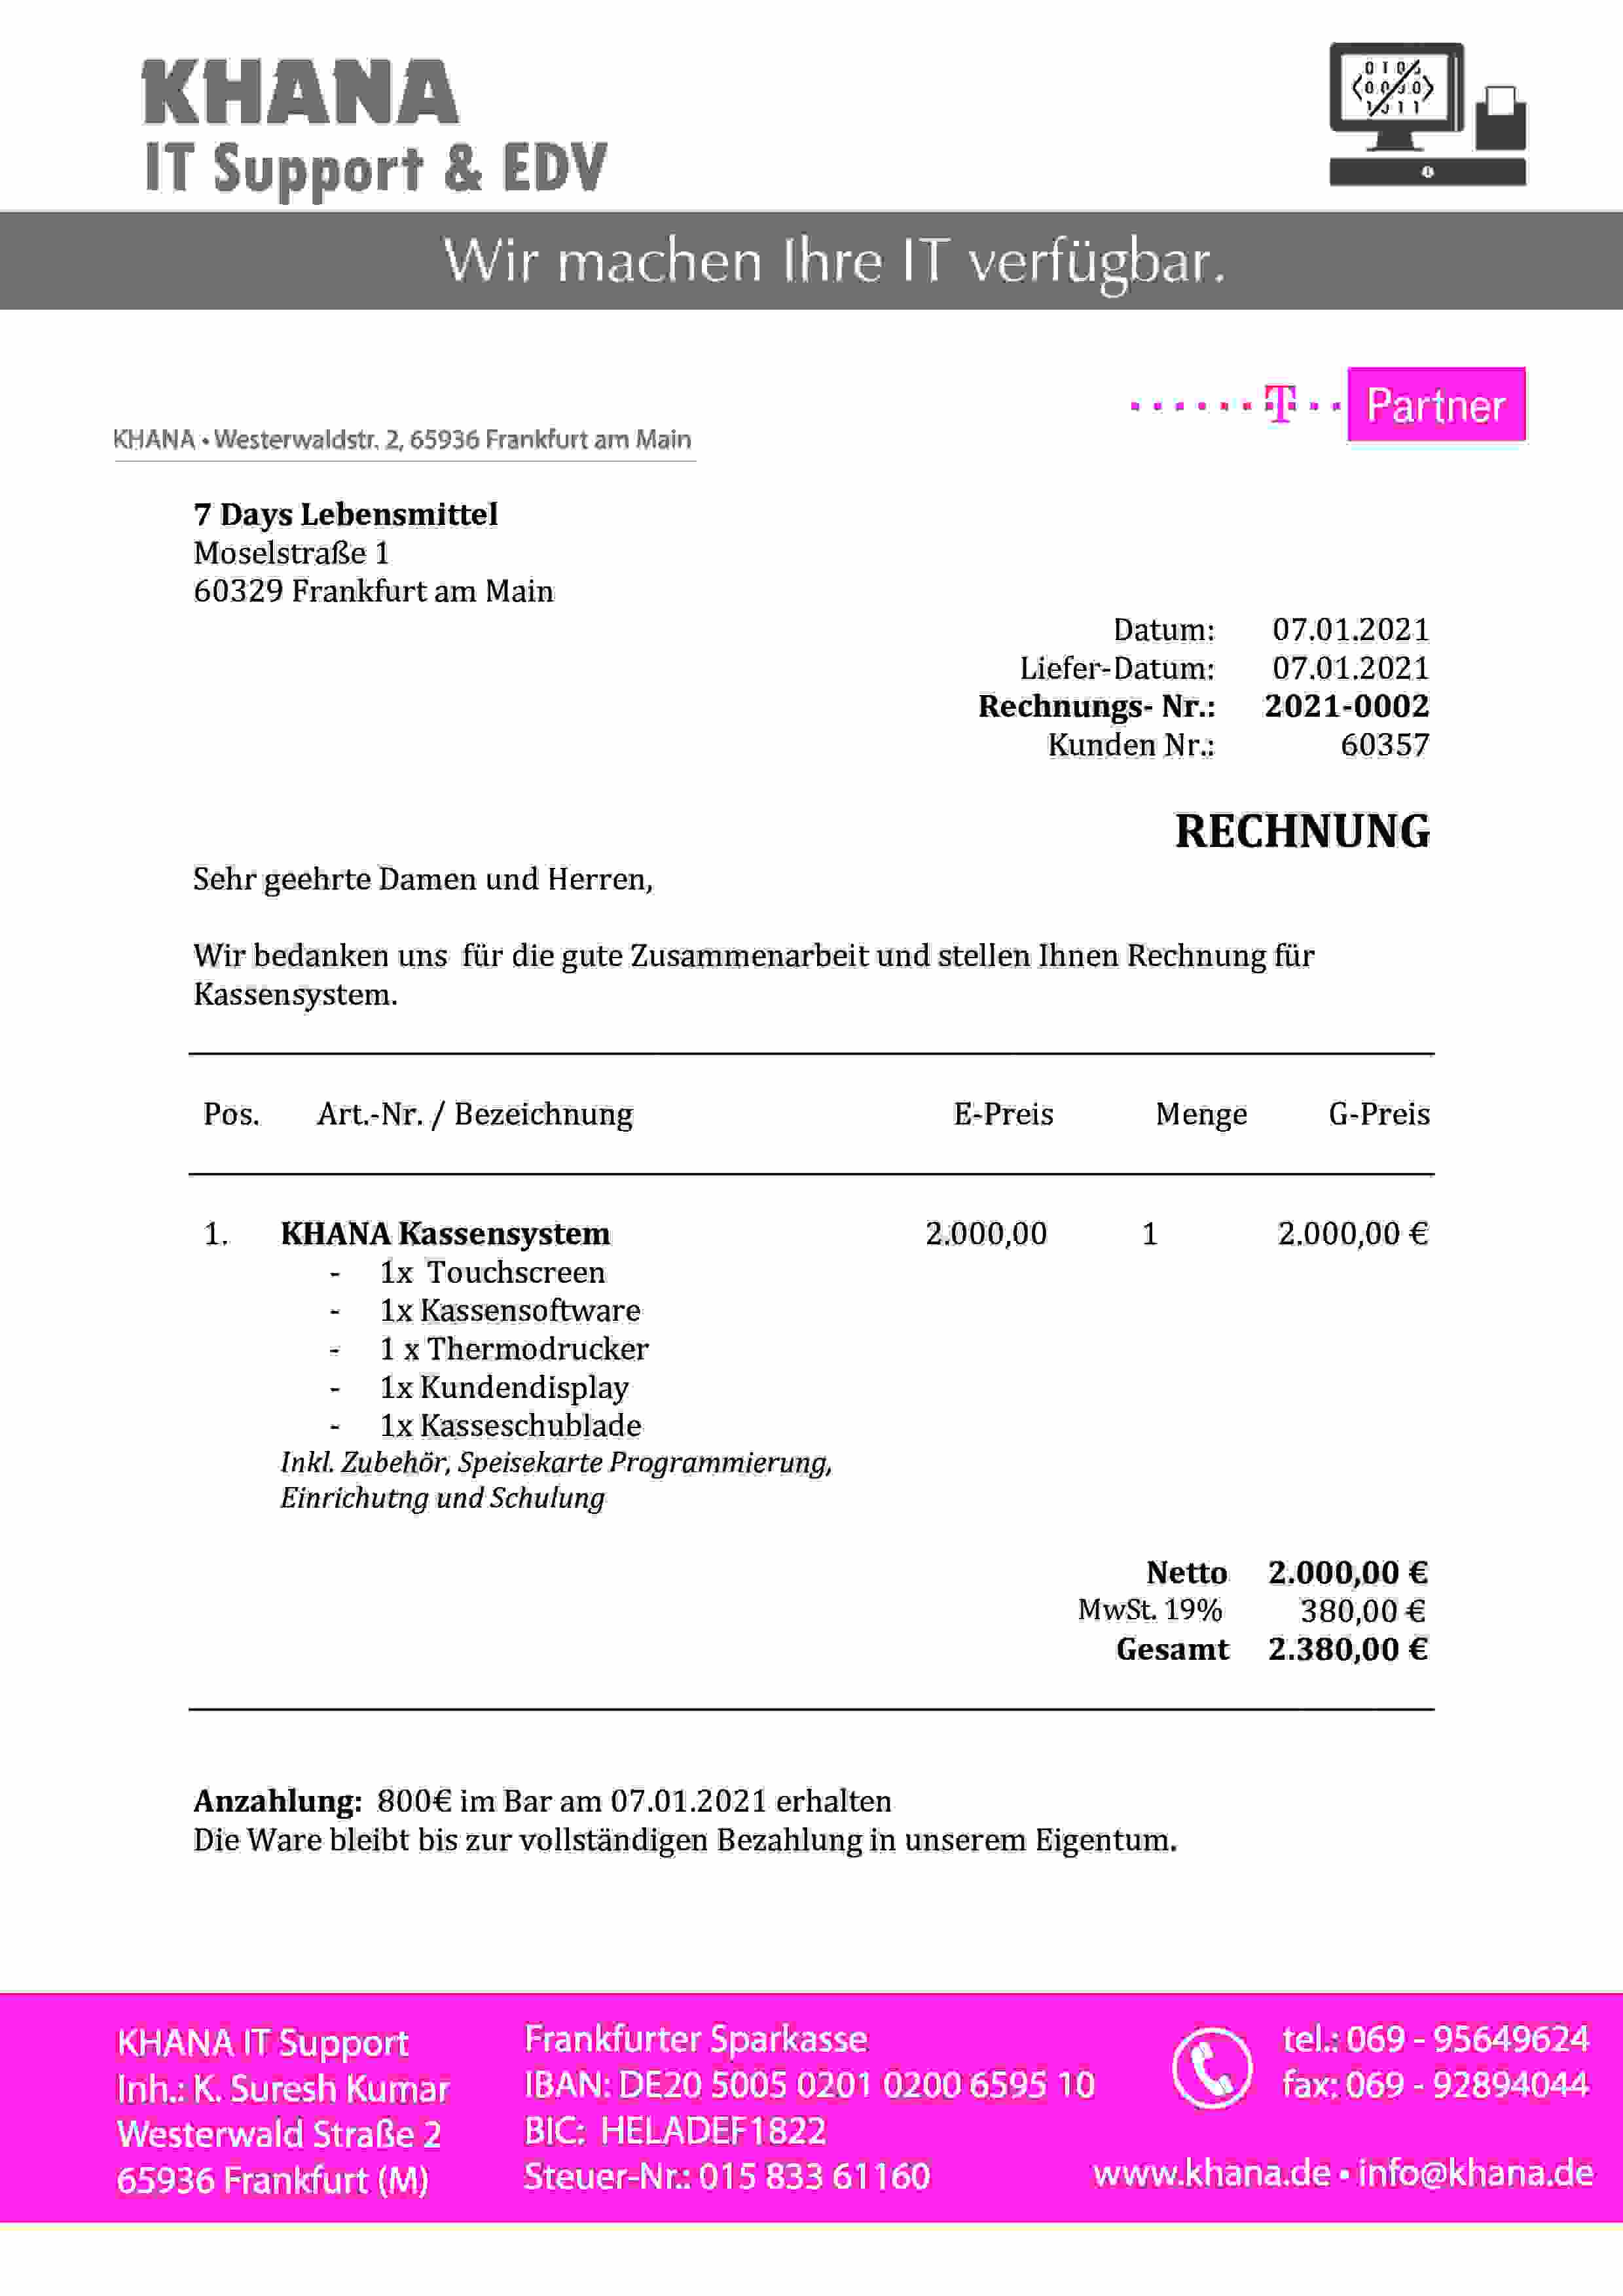 KHANA
IT Support & EDV
Wir machen Ihre IT verfügbar.
T Partner
KHANA • Westerwaldstr. 2, 65936 Frankfurt am Main
7 Days Lebensmittel
Moselstraße 1
60329 Frankfurt am Main
Datum: 07.01.2021
Liefer-Datum: 07.01.2021
Rechnungs- Nr.: 2021-0002
Kunden Nr.: 60357
RECHNUNG
Sehr geehrte Damen und Herren,
Wir bedanken uns für die gute Zusammenarbeit und stellen Ihnen Rechnung für
Kassensystem.
Pos. Art.-Nr. / Bezeichnung E-Preis Menge G-Preis
1. KHANA Kassensystem 2.000,00 1 2.000,00 €
- 1x Touchscreen
- 1x Kassensoftware
- 1 x Thermodrucker
- 1x Kundendisplay
- 1x Kasseschublade
Inkl. Zubehör, Speisekarte Programmierung,
Einrichutng und Schulung
Netto 2.000,00 €
MwSt. 19% 380,00 €
Gesamt 2.380,00 €
Anzahlung: 800€ im Bar am 07.01.2021 erhalten
Die Ware bleibt bis zur vollständigen Bezahlung in unserem Eigentum.
KHANA IT Support
Inh.: K. Suresh Kumar
Westerwald Straße 2
65936 Frankfurt (M)
Frankfurter Sparkasse
IBAN: DE20 5005 0201 0200 6595 10
BIC: HELADEF1822
Steuer-Nr.: 015 833 61160
tel.: 069 - 95649624
fax: 069 - 92894044
www.khana.de • info@khana.de